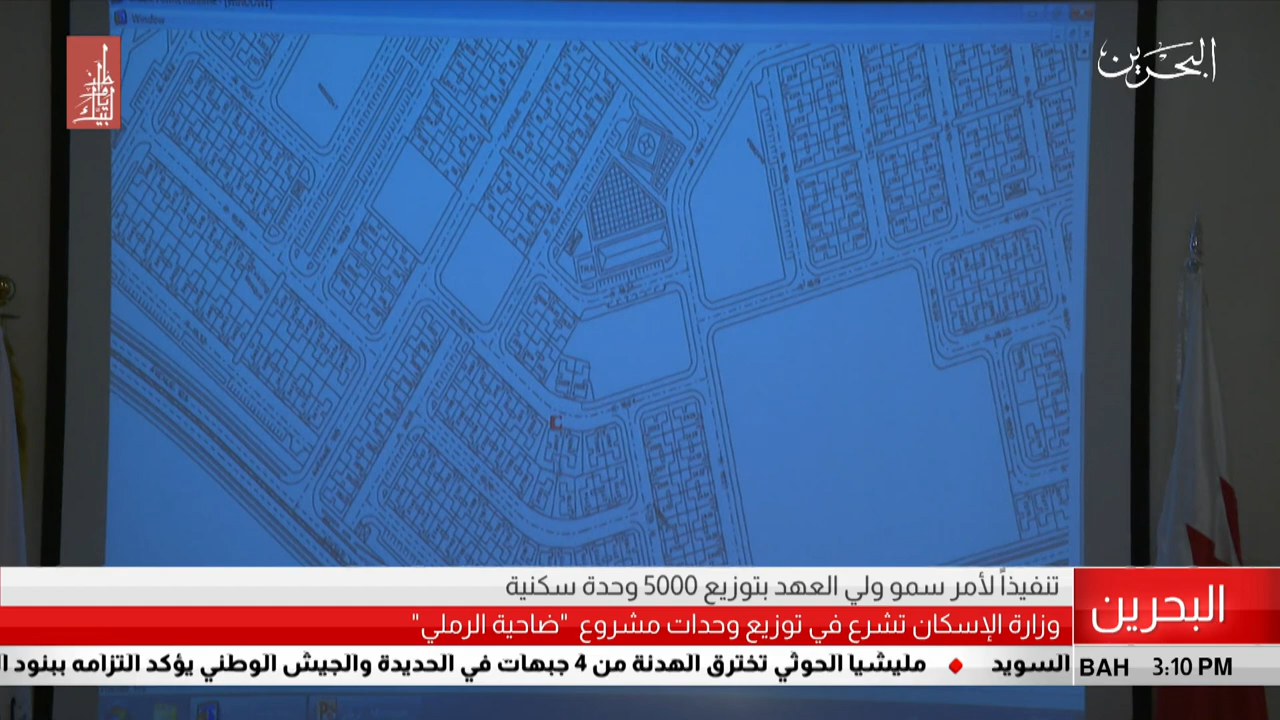 Window
البحرين
تنفيذاً لأمر سمو ولي العهد بتوزيع 5000 وحدة سكنية
وزارة الإسكان تشرع في توزيع وحدات مشروع "ضاحية الرملي"
البحرين
السويد ♦ مليشيا الحوثي تخترق الهدنة من 4 جبهات في الحديدة والجيش الوطني يؤكد التزامه ببنود ال
BAH 3:10 PM